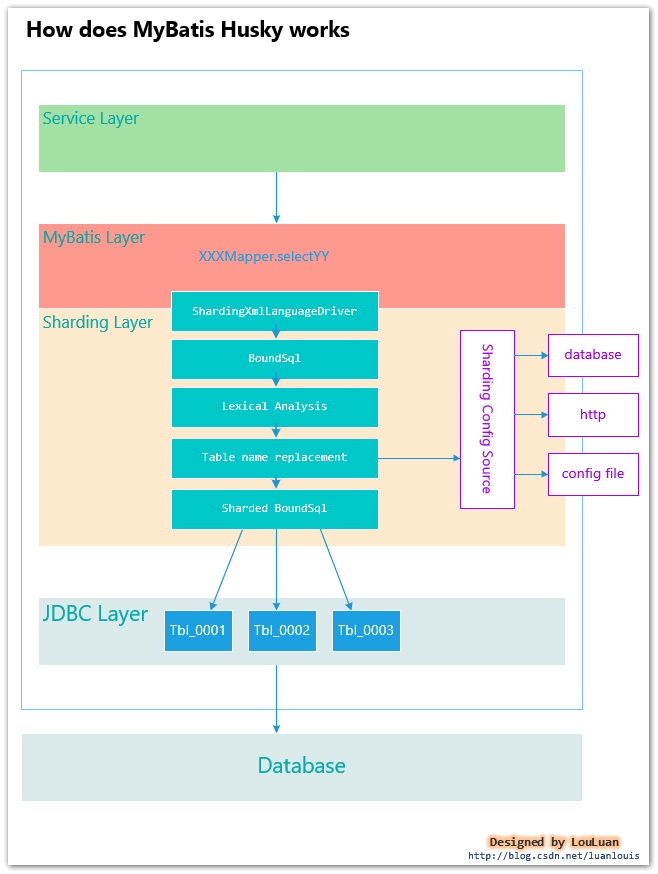 How does MyBatis Husky works
Service Layer
MyBatis Layer
XXXMapper.selectYY
ShardingXmlLanguageDriver
Sharding Layer
BoundSql
Lexical Analysis
Table name replacement
Sharded BoundSql
Sharding Config Source
database
http
config file
JDBC Layer
Tbl_0001
Tbl_0002
Tbl_0003
Database
Designed by LouLuan
http://blog.csdn.net/luanlouis